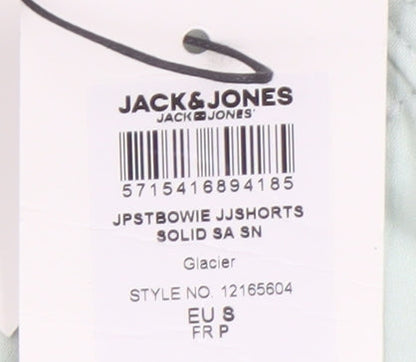 JACK&JONES
JACK JONES
5715416894185
JPSTBOWIE JJSHORTS
SOLID SA SN
Glacier
STYLE NO. 12165604
EU S
FR P